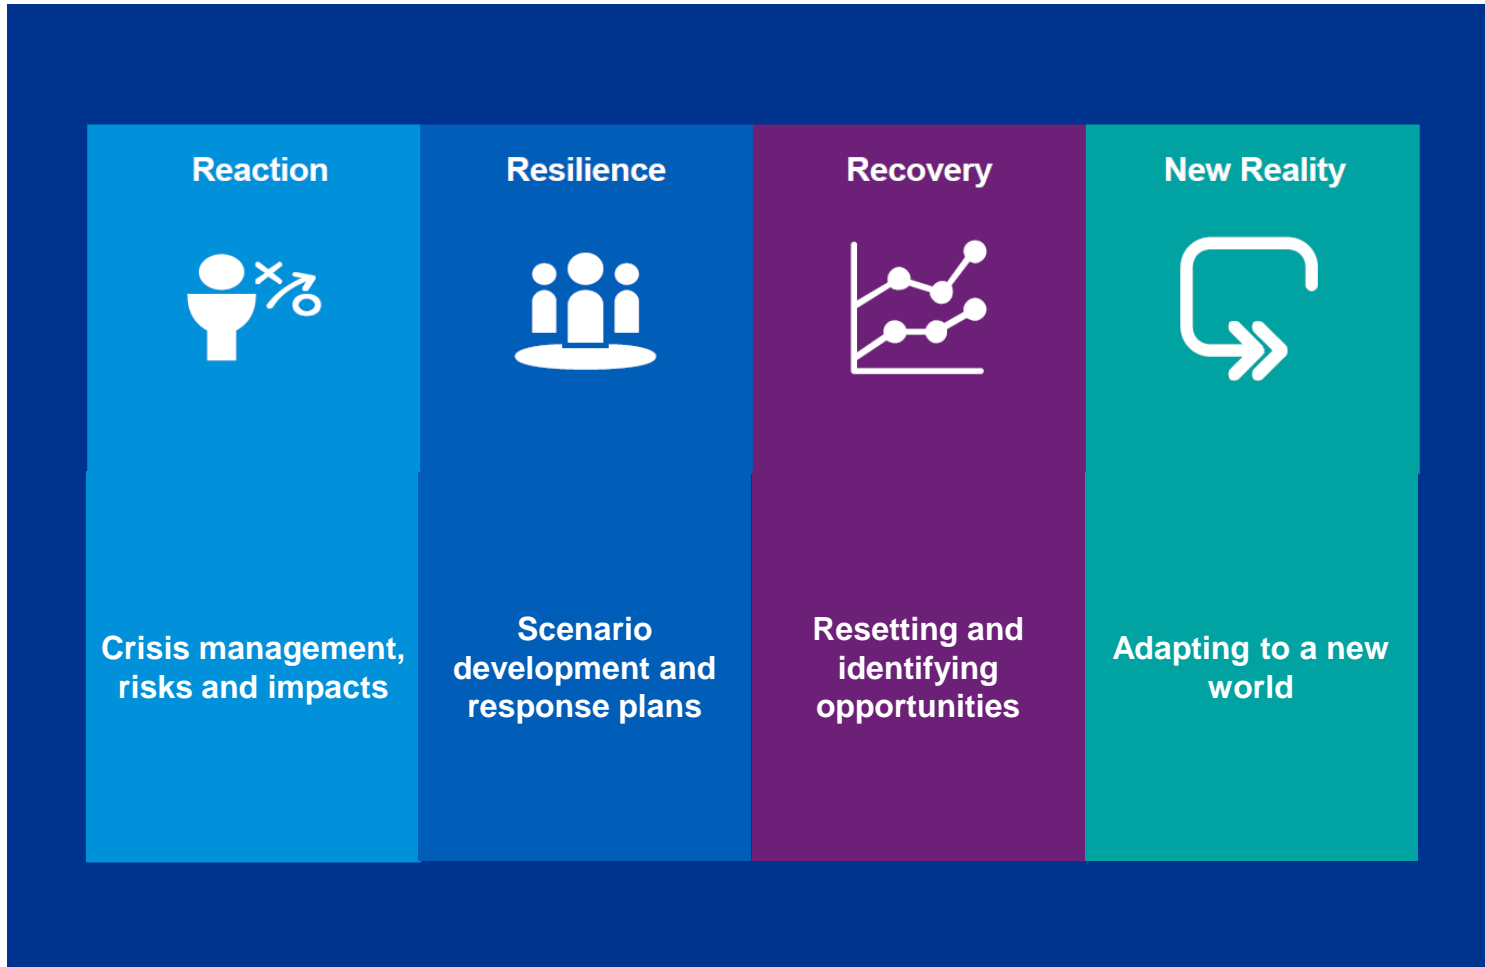 Reaction
Resilience
Recovery
New Reality
Crisis management,
risks and impacts
Scenario
development and
response plans
Resetting and
identifying
opportunities
Adapting to a new
world